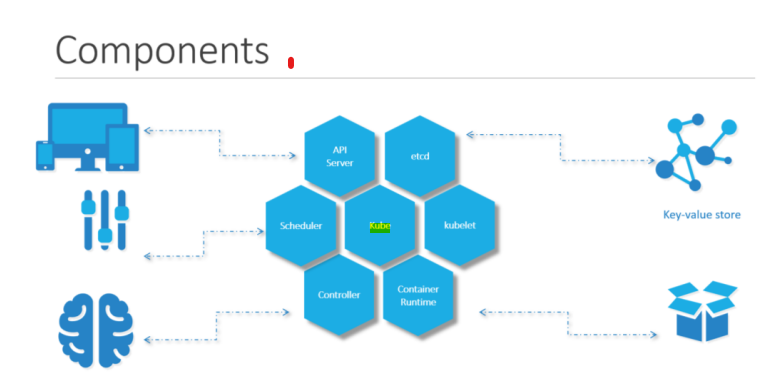 Components
API
Server
etcd
Scheduler
Kube
kubelet
Key-value store
Controller
Container
Runtime